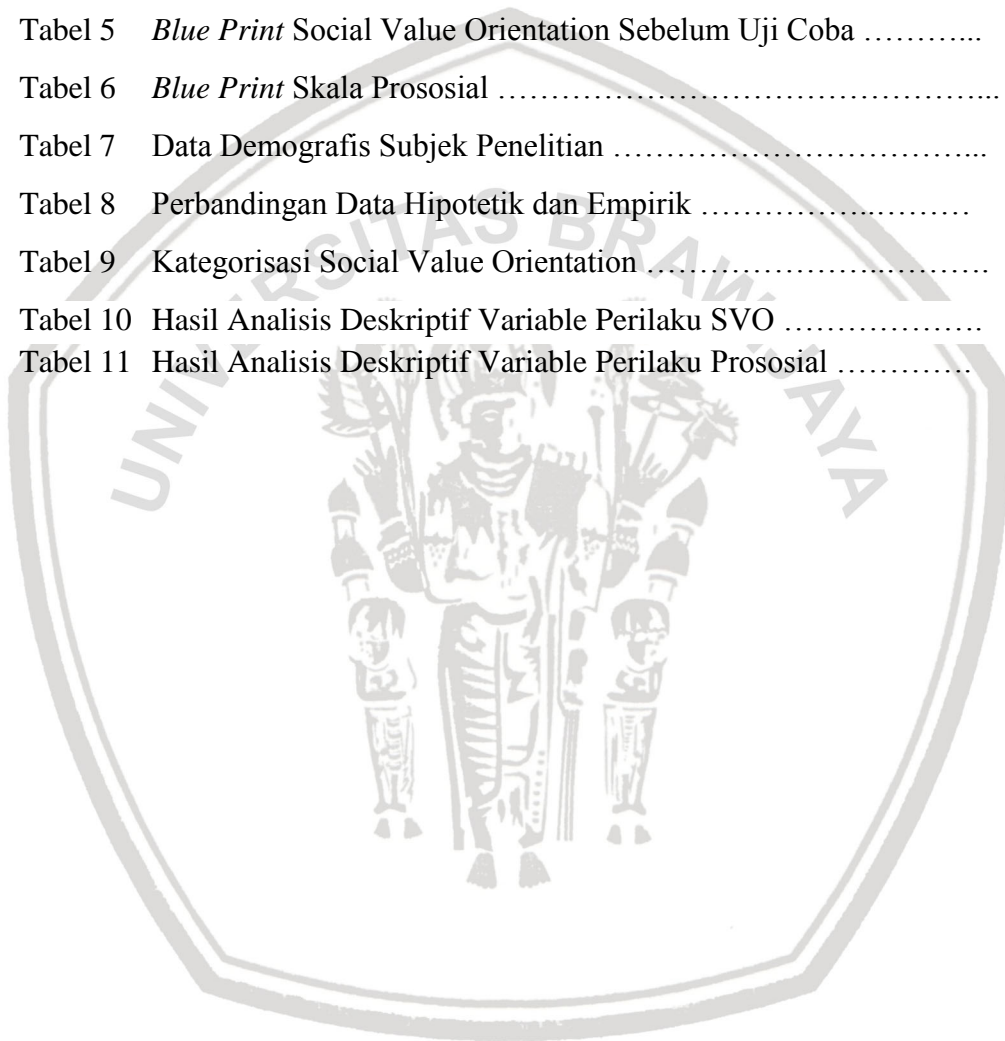 Tabel 5 Blue Print Social Value Orientation Sebelum Uji Coba ………...
Tabel 6 Blue Print Skala Prososial ………………………………………...
Tabel 7 Data Demografis Subjek Penelitian ……………………………...
Tabel 8 Perbandingan Data Hipotetik dan Empirik ……………..………
Tabel 9 Kategorisasi Social Value Orientation …………………..……….
Tabel 10 Hasil Analisis Deskriptif Variable Perilaku SVO ……………….
Tabel 11 Hasil Analisis Deskriptif Variable Perilaku Prososial ………….
UNIVERSITAS BRAWIJAYA